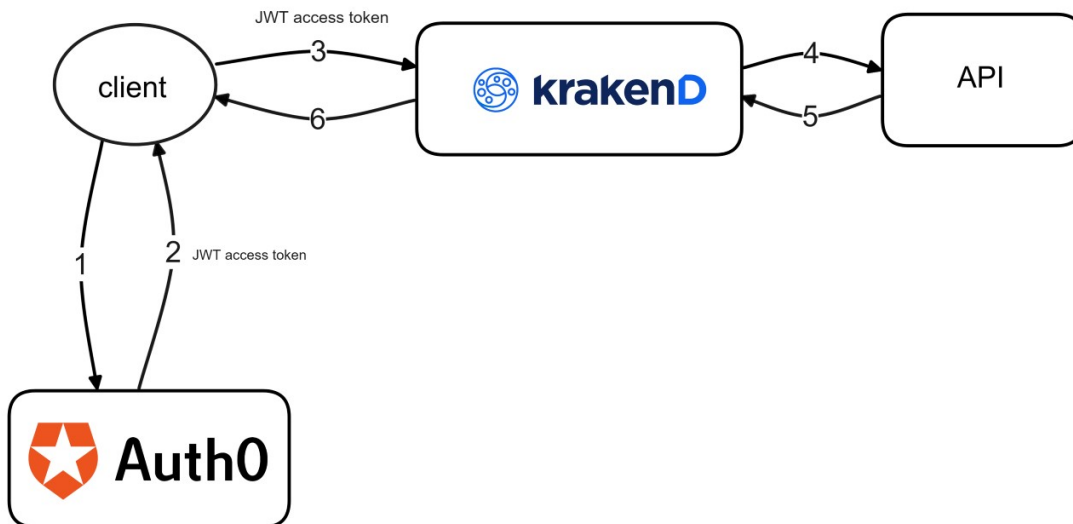 JWT access token
3
4
client
krakenD
API
6
5
1
2
JWT access token
Auth0